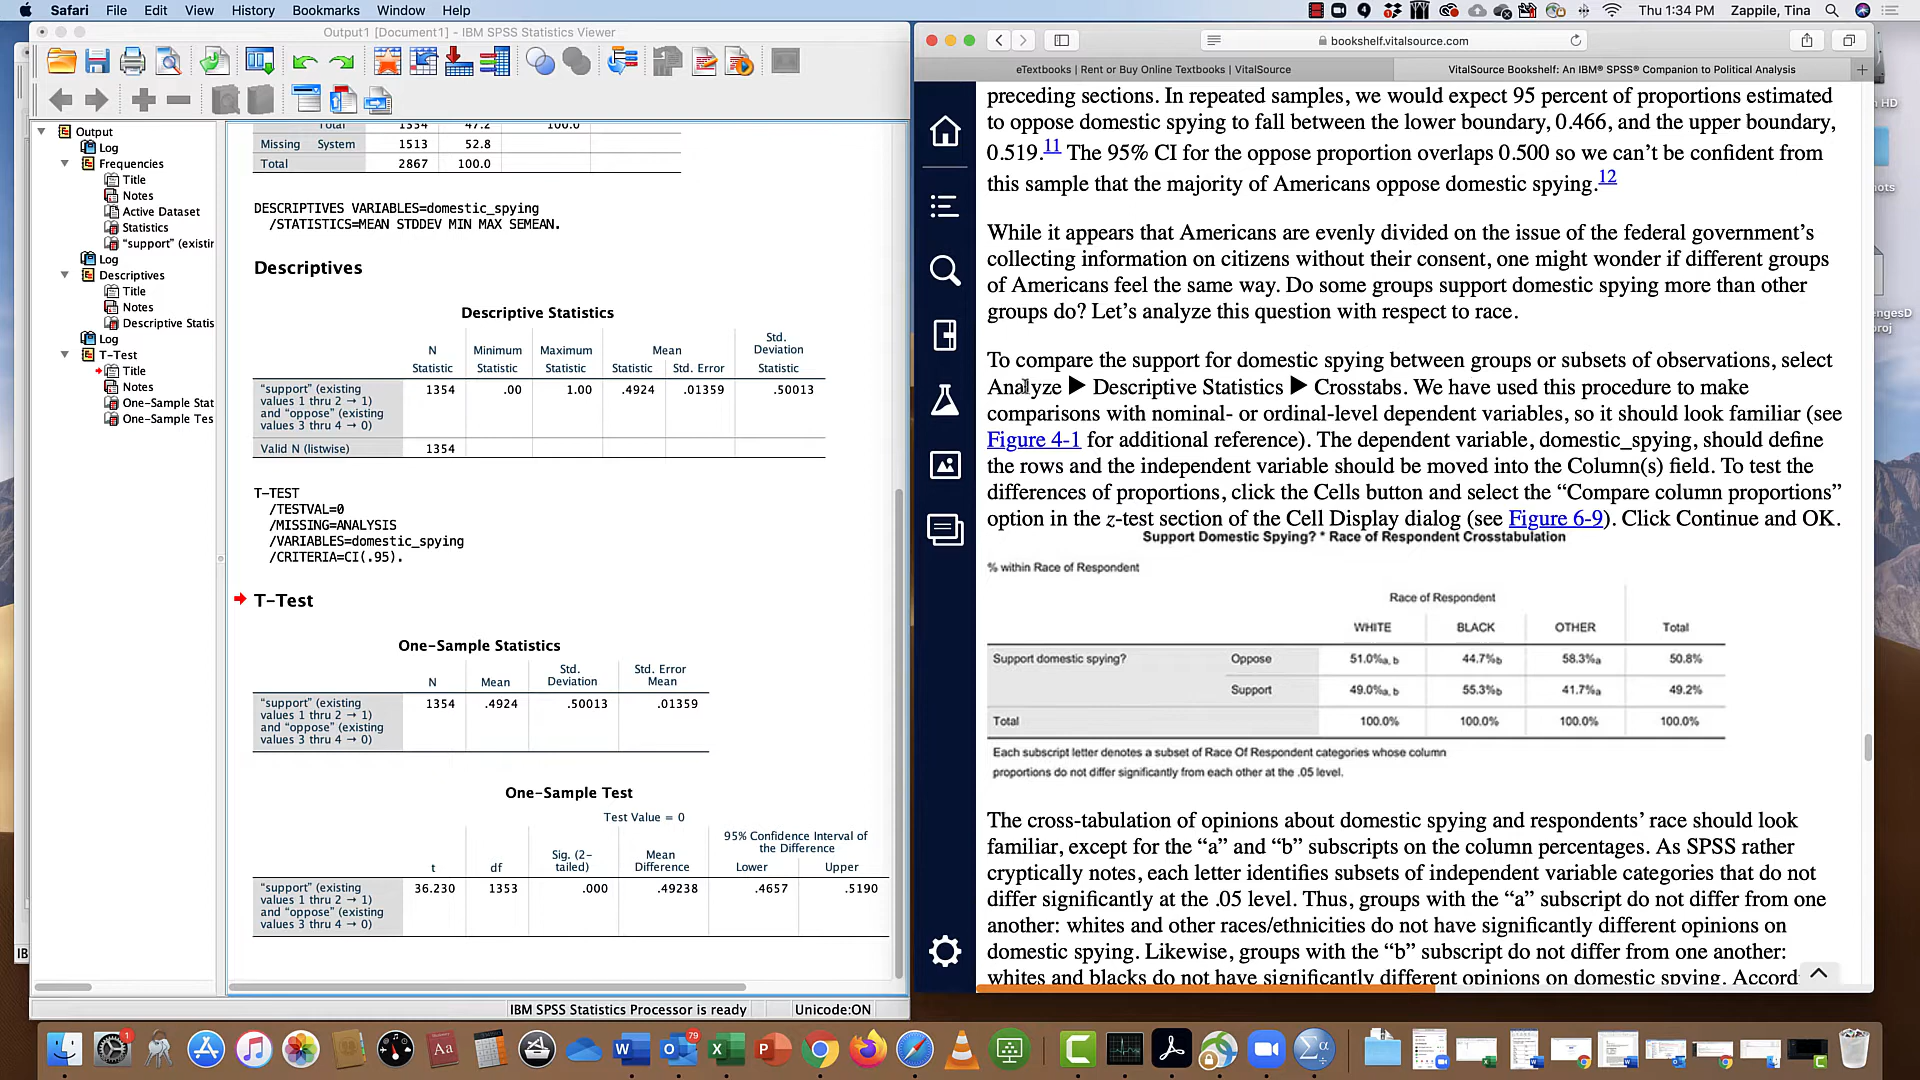 Safari File Edit View History Bookmarks Window Help
Thu 1:34 PM Zappile, Tina
Output1 [Document1] - IBM SPSS Statistics Viewer
Output
Log
Frequencies
Title
Notes
Active Dataset
Statistics
"support" (existir
Log
Descriptives
Title
Notes
Descriptive Statis
Log
T-Test
Title
Notes
One-Sample Stat
One-Sample Tes
Total 1354 47.2 100.0
Missing System 1513 52.8
Total 2867 100.0
DESCRIPTIVES VARIABLES=domestic_spying
/STATISTICS=MEAN STDDEV MIN MAX SEMEAN.
Descriptives
Descriptive Statistics
N Minimum Maximum Mean Std. Deviation
Statistic Statistic Statistic Statistic Std. Error Statistic
"support" (existing values 1 thru 2 → 1) and "oppose" (existing values 3 thru 4 → 0) 1354 .00 1.00 .4924 .01359 .50013
Valid N (listwise) 1354
T-TEST
/TESTVAL=0
/MISSING=ANALYSIS
/VARIABLES=domestic_spying
/CRITERIA=CI(.95).
T-Test
One-Sample Statistics
N Mean Std. Deviation Std. Error Mean
"support" (existing values 1 thru 2 → 1) and "oppose" (existing values 3 thru 4 → 0) 1354 .4924 .50013 .01359
One-Sample Test
Test Value = 0
95% Confidence Interval of the Difference
t df Sig. (2-tailed) Mean Difference Lower Upper
"support" (existing values 1 thru 2 → 1) and "oppose" (existing values 3 thru 4 → 0) 36.230 1353 .000 .49238 .4657 .5190
IBM SPSS Statistics Processor is ready Unicode:ON
bookshelf.vitalsource.com
eTextbooks | Rent or Buy Online Textbooks | VitalSource
VitalSource Bookshelf: An IBM® SPSS® Companion to Political Analysis
preceding sections. In repeated samples, we would expect 95 percent of proportions estimated
to oppose domestic spying to fall between the lower boundary, 0.466, and the upper boundary,
0.519.11 The 95% CI for the oppose proportion overlaps 0.500 so we can't be confident from
this sample that the majority of Americans oppose domestic spying.12
While it appears that Americans are evenly divided on the issue of the federal government's
collecting information on citizens without their consent, one might wonder if different groups
of Americans feel the same way. Do some groups support domestic spying more than other
groups do? Let's analyze this question with respect to race.
To compare the support for domestic spying between groups or subsets of observations, select
Analyze ▶ Descriptive Statistics ▶ Crosstabs. We have used this procedure to make
comparisons with nominal- or ordinal-level dependent variables, so it should look familiar (see
Figure 4-1 for additional reference). The dependent variable, domestic_spying, should define
the rows and the independent variable should be moved into the Column(s) field. To test the
differences of proportions, click the Cells button and select the "Compare column proportions"
option in the z-test section of the Cell Display dialog (see Figure 6-9). Click Continue and OK.
Support Domestic Spying? * Race of Respondent Crosstabulation
% within Race of Respondent
Race of Respondent
WHITE BLACK OTHER Total
Support domestic spying? Oppose 51.0%a, b 44.7%b 58.3%a 50.8%
Support 49.0%a, b 55.3%b 41.7%a 49.2%
Total 100.0% 100.0% 100.0% 100.0%
Each subscript letter denotes a subset of Race Of Respondent categories whose column
proportions do not differ significantly from each other at the .05 level.
The cross-tabulation of opinions about domestic spying and respondents' race should look
familiar, except for the "a" and "b" subscripts on the column percentages. As SPSS rather
cryptically notes, each letter identifies subsets of independent variable categories that do not
differ significantly at the .05 level. Thus, groups with the "a" subscript do not differ from one
another: whites and other races/ethnicities do not have significantly different opinions on
domestic spying. Likewise, groups with the "b" subscript do not differ from one another:
whites and blacks do not have significantly different opinions on domestic spying. Accordi